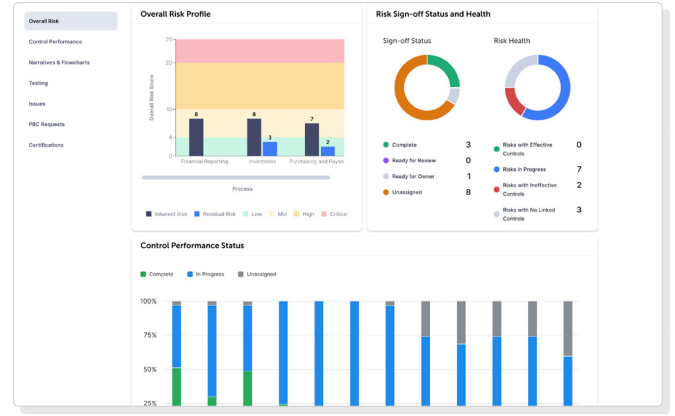 Overall Risk
Control Performance
Narratives & Flowcharts
Testing
Issues
PBC Requests
Certifications
Overall Risk Profile
Overall Risk Score
25
20
10
4
0
8
8
3
7
2
Financial Reporting
Inventories
Purchasing and Payab
Process
Inherent Risk
Residual Risk
Low
Mid
High
Critical
Risk Sign-off Status and Health
Sign-off Status
Complete 3
Ready for Review 0
Ready for Owner 1
Unassigned 8
Risk Health
Risks with Effective 0
Controls
Risks in Progress 7
Risks with Ineffective 2
Controls
Risks with No Linked 3
Controls
Control Performance Status
Complete
In Progress
Unassigned
100%
75%
50%
25%